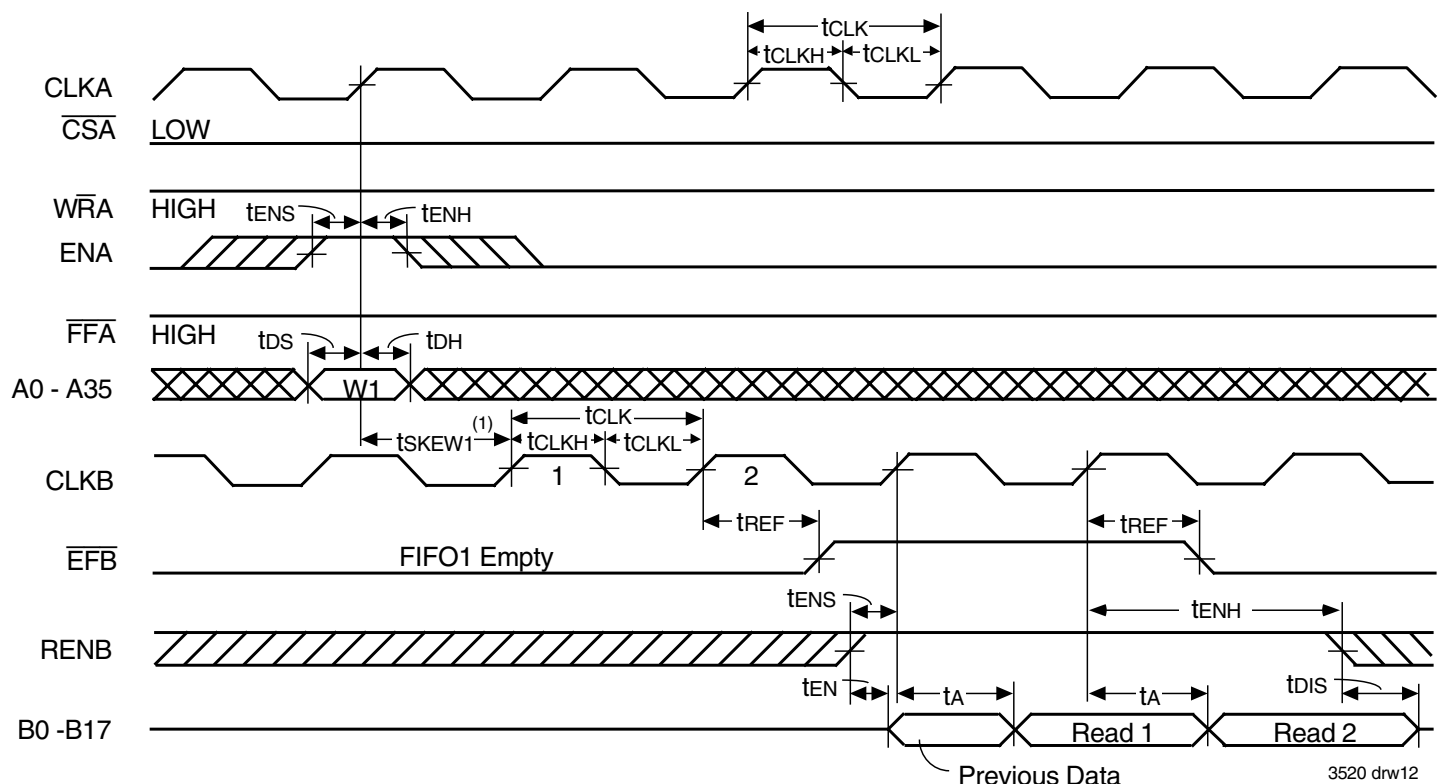 tCLK
tCLKH tCLKL
CLKA
CSA LOW
WRA HIGH
tENS tENH
ENA
FFA HIGH
tDS tDH
A0 - A35 W1
tSKEW1(1) tCLK
tCLKH tCLKL
CLKB 1 2
tREF tREF
EFB FIFO1 Empty
tENS tENH
RENB
tEN tA tA tDIS
B0 -B17 Read 1 Read 2
Previous Data
3520 drw12